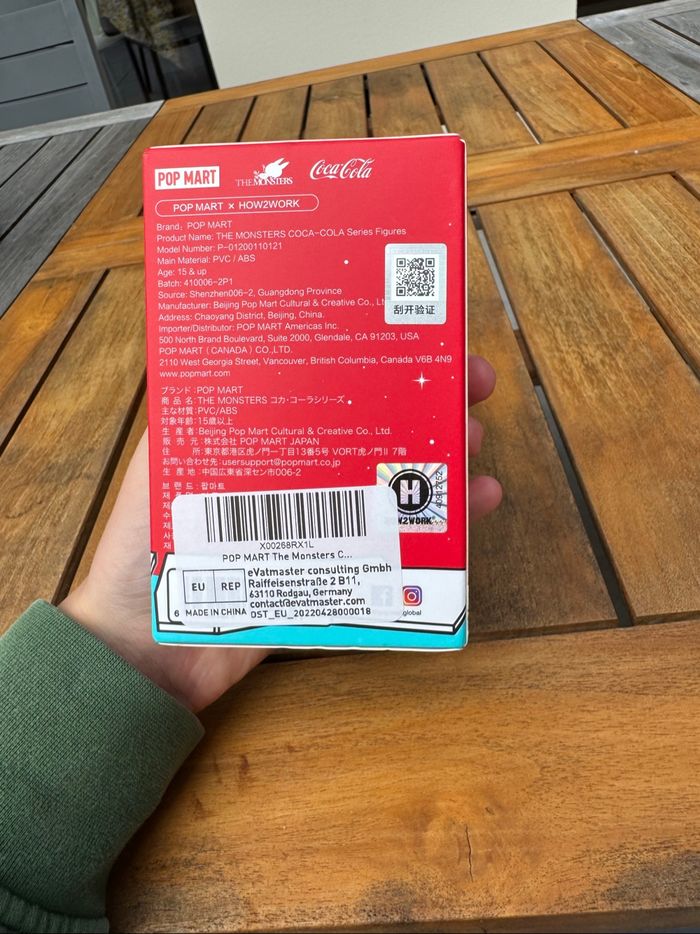 POP MART
THE MONSTERS
Coca-Cola
POP MART × HOW2WORK
Brand: POP MART
Product Name: THE MONSTERS COCA-COLA Series Figures
Model Number: P-01200110121
Main Material: PVC / ABS
Age: 15 & up
Batch: 410006-2P1
Source: Shenzhen006-2, Guangdong Province
Manufacturer: Beijing Pop Mart Cultural & Creative Co.,
Address: Chaoyang District, Beijing, China.
Importer/Distributor: POP MART Americas Inc.
500 North Brand Boulevard, Suite 2000, Glendale, CA 91203, USA
POP MART (CANADA) CO.,LTD.
2110 West Georgia Street, Vancouver, British Columbia, Canada V6B 4N9
www.popmart.com
刮开验证
ブランド:POP MART
商 品 名:THE MONSTERS コカ・コーラシリーズ
主な材質:PVC/ABS
対象年齢:15歳以上
生 産 者:Beijing Pop Mart Cultural & Creative Co., Ltd.
販 売 元:株式会社 POP MART JAPAN
住 所:東京都港区虎ノ門一丁目13番5号 VORT虎ノ門Ⅱ 7階
お問い合わせ先:usersupport@popmart.co.jp
生 産 地:中国広東省深セン市006-2
브 랜 드:팝마트
H
HOW2WORK
40912752
X00268RX1L
POP MART The Monsters C...
EU REP
eVatmaster consulting Gmbh
Raiffeisenstraße 2 B11,
63110 Rodgau, Germany
contact@evatmaster.com
OST_EU_20220428000018
6 MADE IN CHINA
global